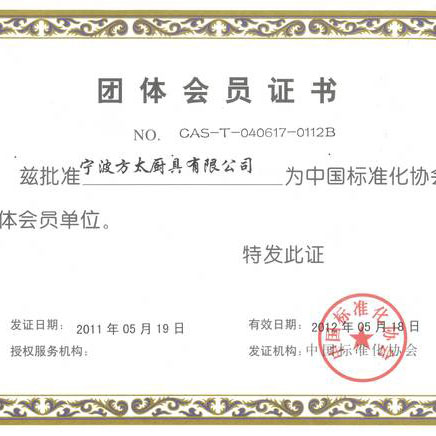 团体会员证书
NO. CAS-T-040617-0112B
兹批准宁波方太厨具有限公司为中国标准化协会
体会员单位。
特发此证
发证日期: 2011 年 05 月 19 日 有效日期: 2012 年 05 月 18 日
授权服务机构: 发证机构: 中国标准化协会
中国标准化协会